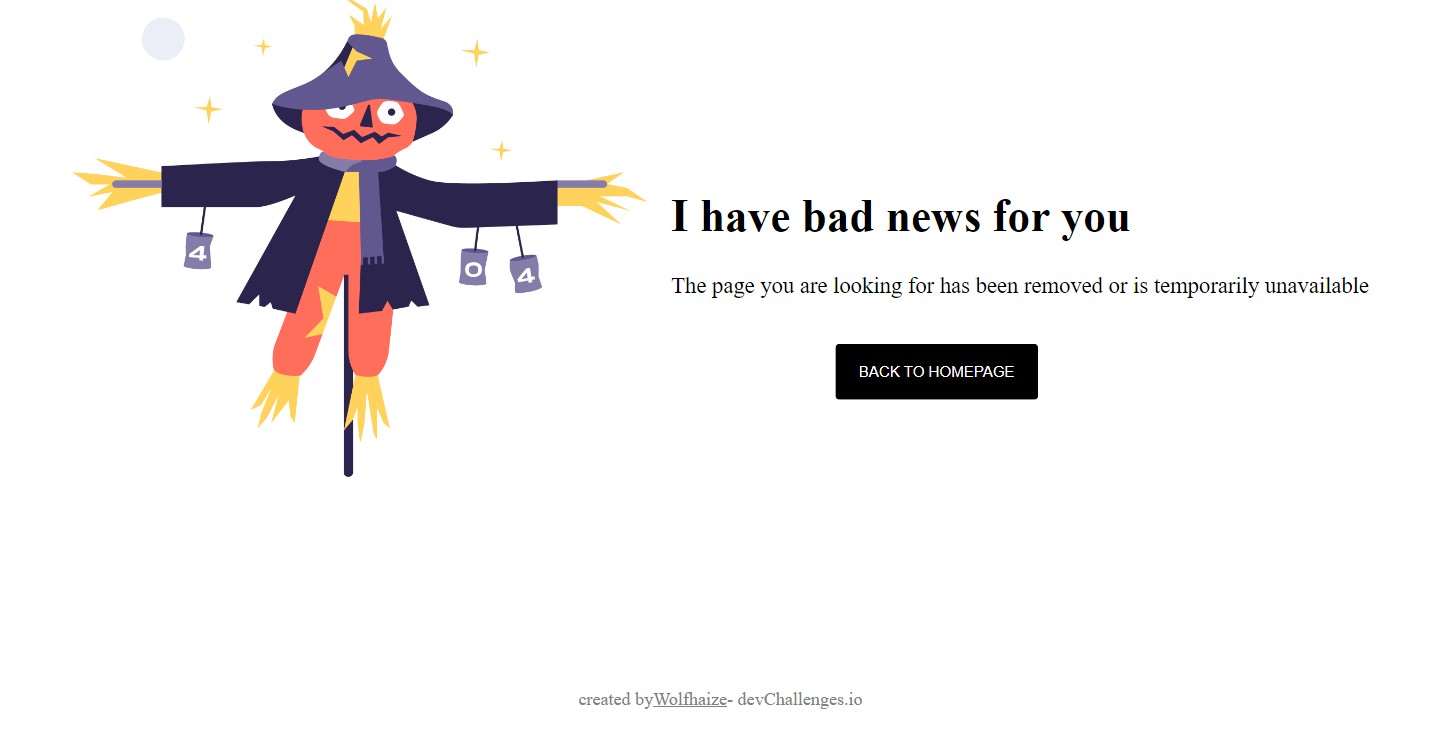 4 0 4
I have bad news for you
The page you are looking for has been removed or is temporarily unavailable
BACK TO HOMEPAGE
created byWolfhaize- devChallenges.io